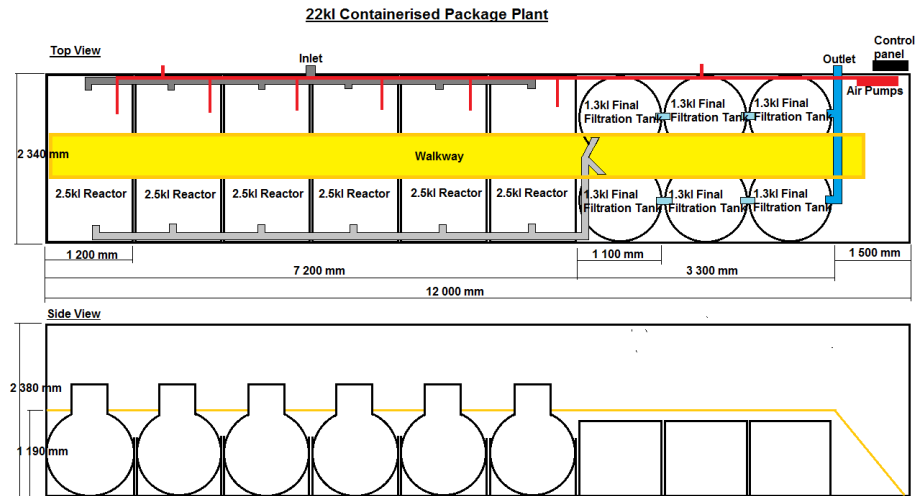 22kl Containerised Package Plant
Top View
Inlet
Outlet
Control
panel
Air Pumps
1.3kl Final
Filtration Tank
1.3kl Final
Filtration Tank
1.3kl Final
Filtration Tank
2 340 mm
Walkway
2.5kl Reactor
2.5kl Reactor
2.5kl Reactor
2.5kl Reactor
2.5kl Reactor
2.5kl Reactor
1.3kl Final
Filtration Tank
1.3kl Final
Filtration Tank
1.3kl Final
Filtration Tank
1 200 mm
1 100 mm
1 500 mm
7 200 mm
3 300 mm
12 000 mm
Side View
2 380 mm
1 190 mm